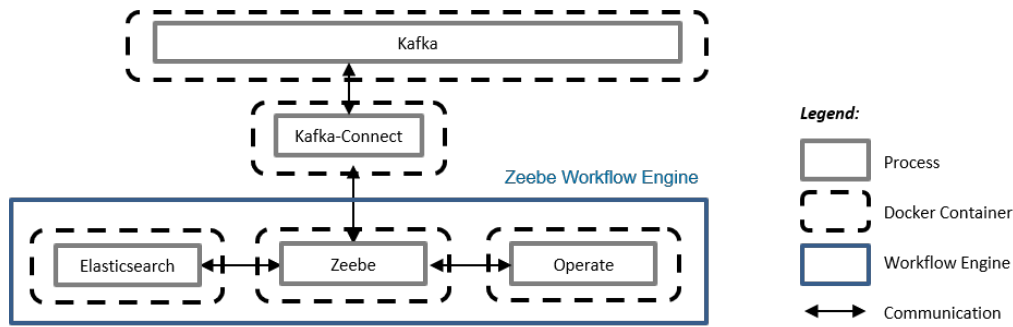 Kafka
Kafka-Connect
Zeebe Workflow Engine
Elasticsearch
Zeebe
Operate
Legend:
Process
Docker Container
Workflow Engine
Communication